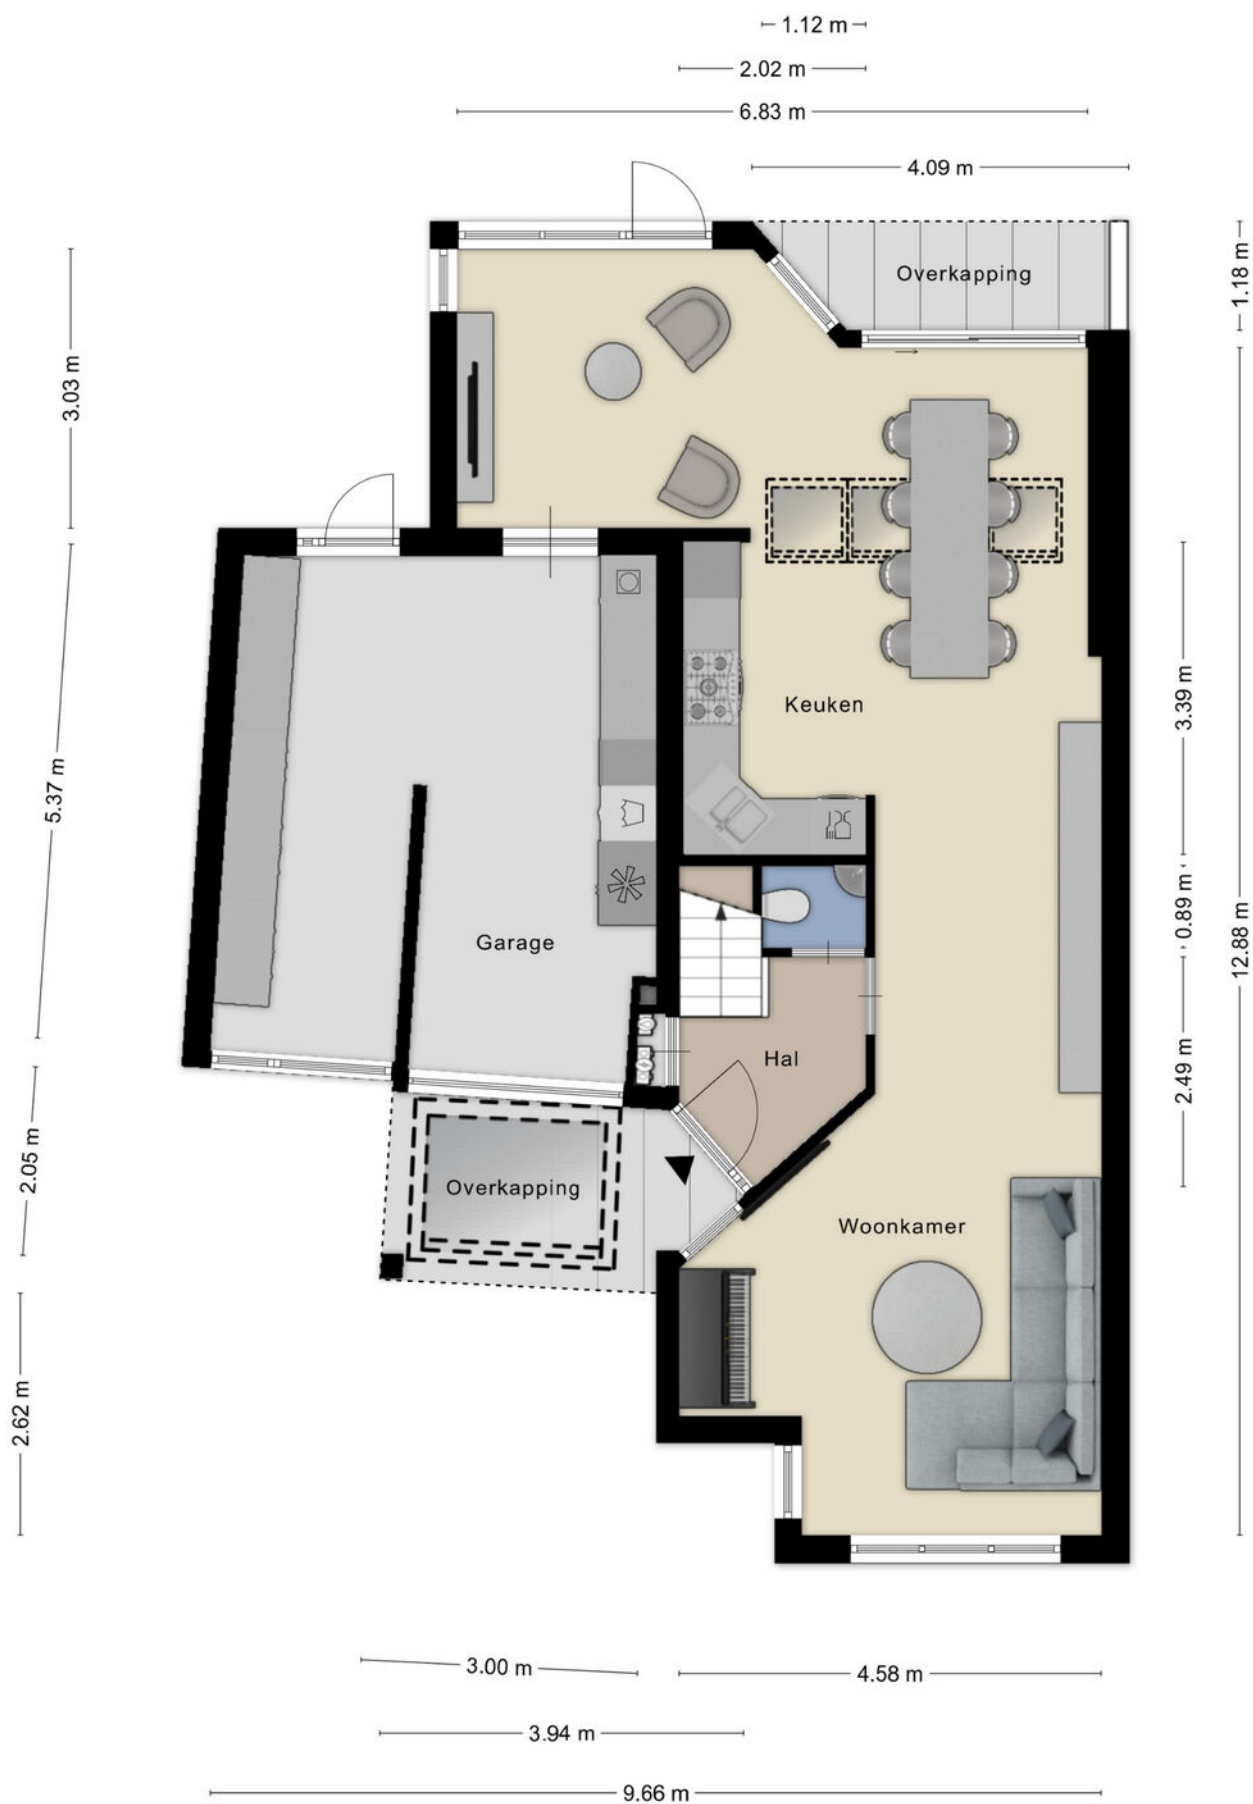 1.12 m
2.02 m
6.83 m
4.09 m
Overkapping
1.18 m
3.03 m
Keuken
3.39 m
5.37 m
0.89 m
12.88 m
Garage
Hal
2.49 m
2.05 m
Overkapping
Woonkamer
2.62 m
3.00 m
4.58 m
3.94 m
9.66 m